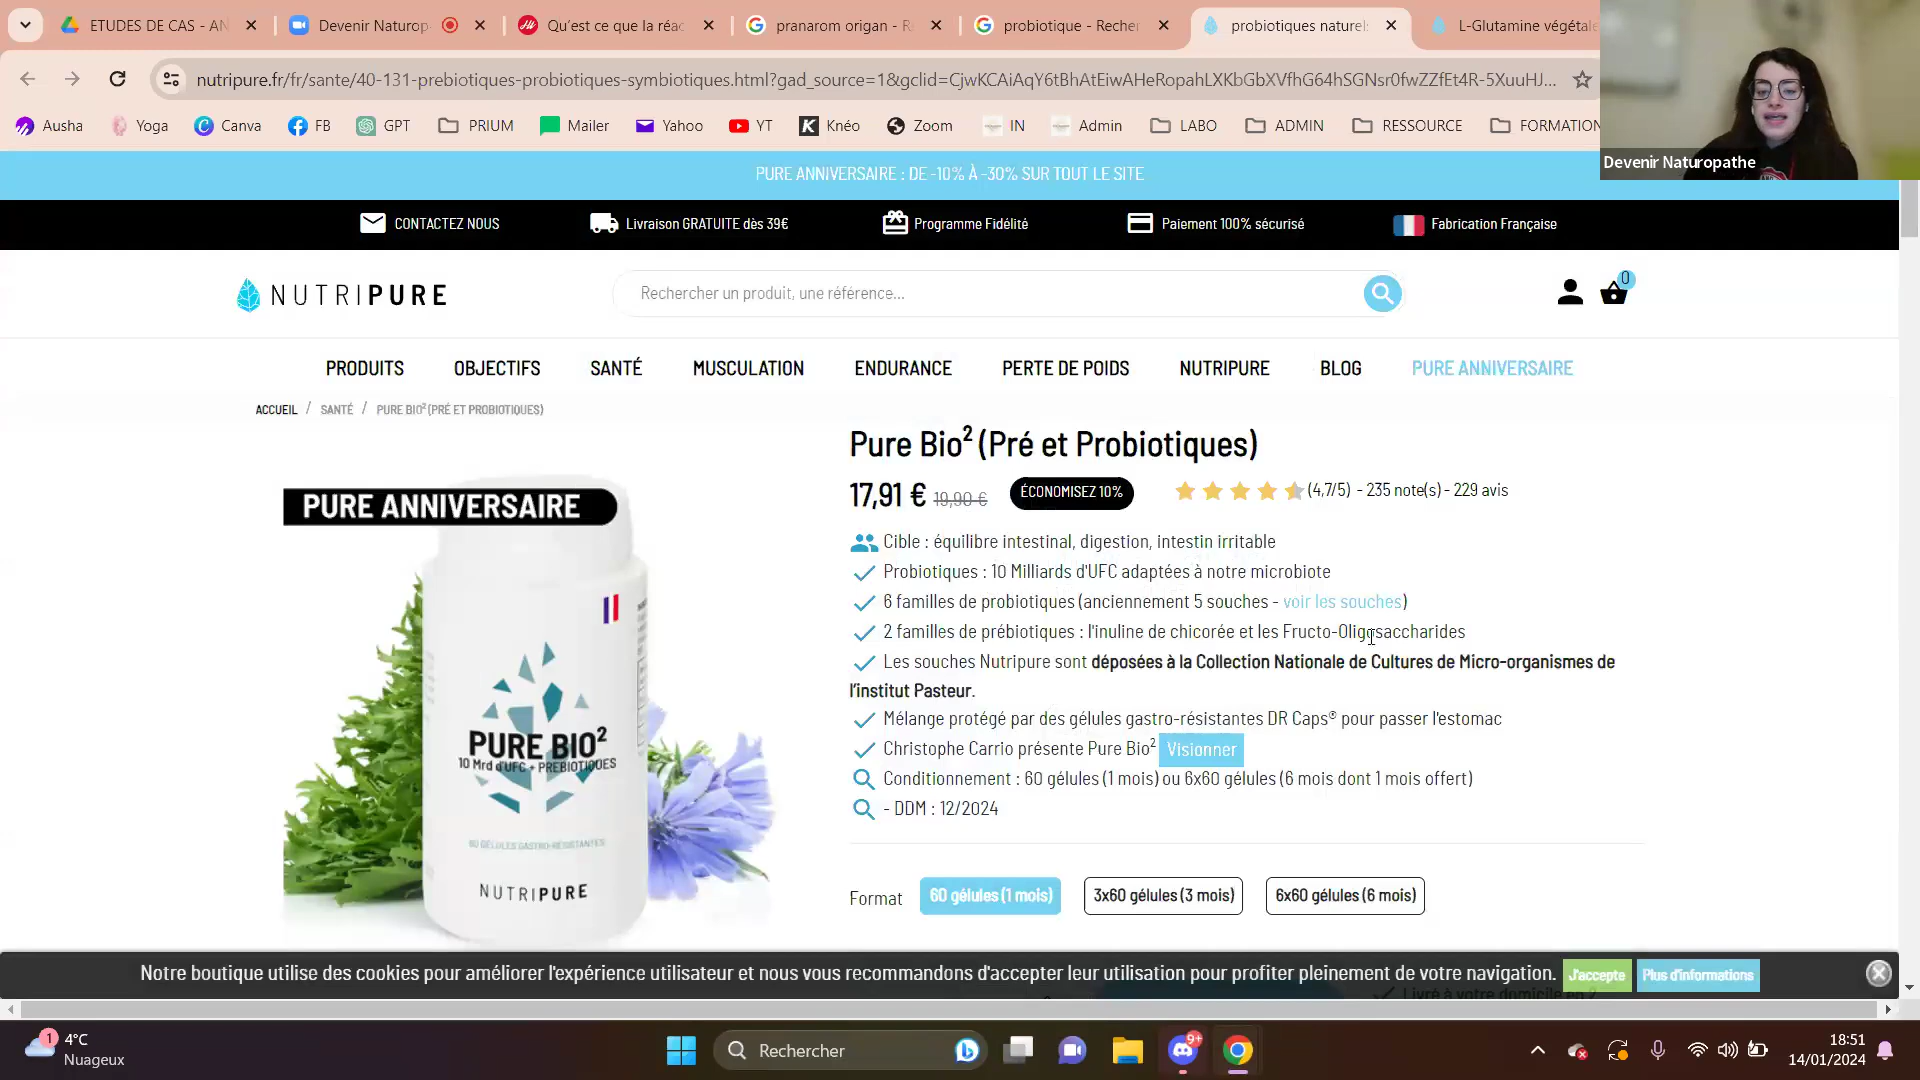 ETUDES DE CAS - AN
Devenir Naturop
Qu'est ce que la réac
pranarom origan - R
probiotique - Recher
probiotiques naturel
L-Glutamine végétale
nutripure.fr/fr/sante/40-131-prebiotiques-probiotiques-symbiotiques.html?gad_source=1&gclid=CjwKCAiAqY6tBhAtEiwAHeRopahLXKbGbXVfhG64hSGNsr0fwZZfEt4R-5XuuHJ...
Ausha
Yoga
Canva
FB
GPT
PRIUM
Mailer
Yahoo
YT
Knéo
Zoom
IN
Admin
LABO
ADMIN
RESSOURCE
FORMATION
Devenir Naturopathe
PURE ANNIVERSAIRE : DE -10% À -30% SUR TOUT LE SITE
CONTACTEZ NOUS
Livraison GRATUITE dès 39€
Programme Fidélité
Paiement 100% sécurisé
Fabrication Française
NUTRIPURE
Rechercher un produit, une référence...
0
PRODUITS
OBJECTIFS
SANTÉ
MUSCULATION
ENDURANCE
PERTE DE POIDS
NUTRIPURE
BLOG
PURE ANNIVERSAIRE
ACCUEIL / SANTÉ / PURE BIO² (PRÉ ET PROBIOTIQUES)
Pure Bio² (Pré et Probiotiques)
17,91 € 19,90 € ÉCONOMISEZ 10% (4,7/5) - 235 note(s) - 229 avis
Cible : équilibre intestinal, digestion, intestin irritable
Probiotiques : 10 Milliards d'UFC adaptées à notre microbiote
6 familles de probiotiques (anciennement 5 souches - voir les souches)
2 familles de prébiotiques : l'inuline de chicorée et les Fructo-Oligosaccharides
Les souches Nutripure sont déposées à la Collection Nationale de Cultures de Micro-organismes de
l'institut Pasteur.
Mélange protégé par des gélules gastro-résistantes DR Caps® pour passer l'estomac
Christophe Carrio présente Pure Bio² Visionner
Conditionnement : 60 gélules (1 mois) ou 6x60 gélules (6 mois dont 1 mois offert)
- DDM : 12/2024
Format
60 gélules (1 mois)
3x60 gélules (3 mois)
6x60 gélules (6 mois)
PURE ANNIVERSAIRE
PURE BIO²
10 Mrd d'UFC + PREBIOTIQUES
60 GÉLULES GASTRO-RÉSISTANTES
NUTRIPURE
Notre boutique utilise des cookies pour améliorer l'expérience utilisateur et nous vous recommandons d'accepter leur utilisation pour profiter pleinement de votre navigation.
J'accepte
Plus d'informations
Livré à votre domicile en 2
1
4°C
Nuageux
Rechercher
9+
18:51
14/01/2024